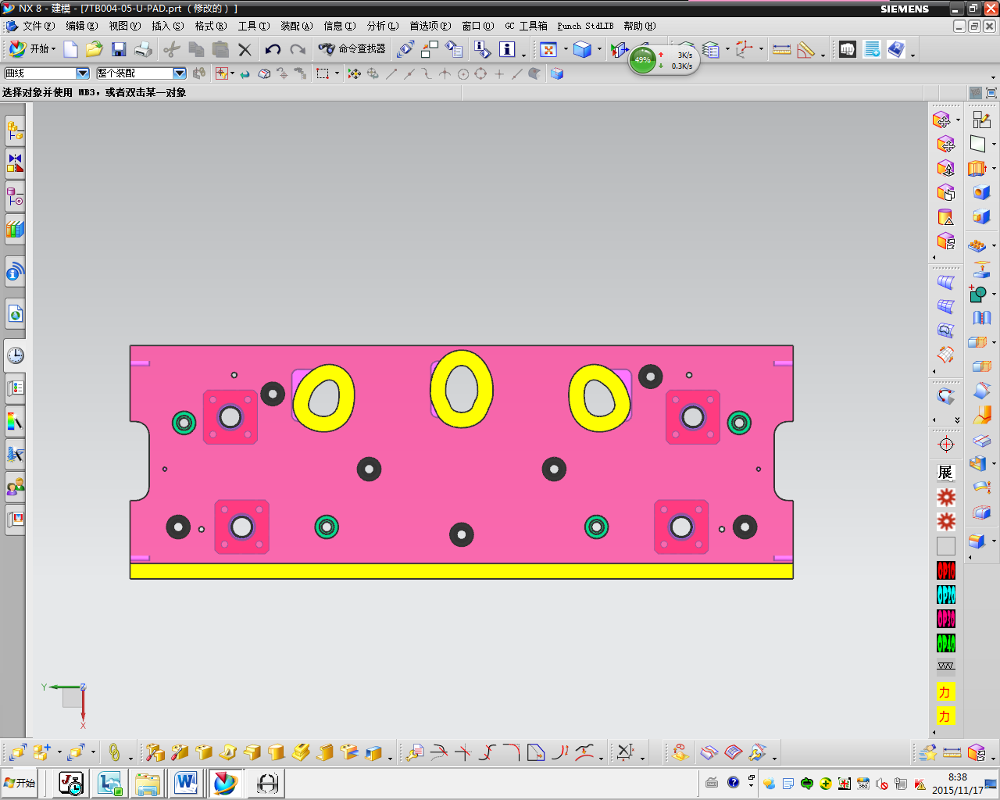 NX 8 - 建模 - [7TB004-05-U-PAD.prt （修改的） ]
SIEMENS
文件(F) 编辑(E) 视图(V) 插入(S) 格式(R) 工具(T) 装配(A) 信息(I) 分析(L) 首选项(P) 窗口(O) GC 工具箱 Punch StdLIB 帮助(H)
开始 命令查找器
49% 3K/s
0.3K/s
曲线 整个装配
选择对象并使用 MB3，或者双击某一对象
展
OP10
OP20
OP30
OP40
力
力
Y Z
X
开始
8:38
2015/11/17